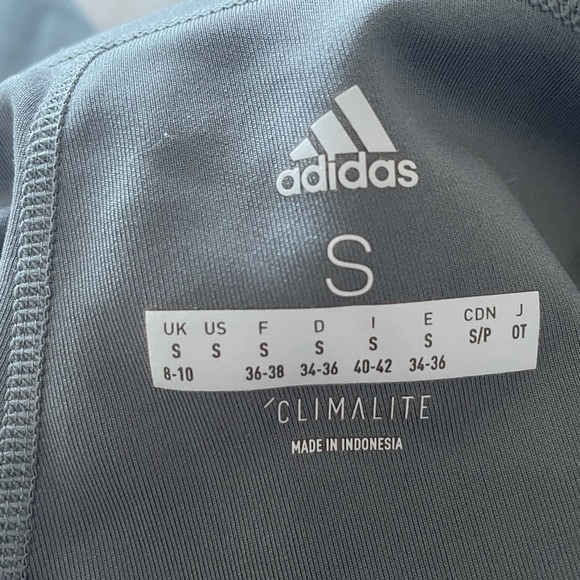 adidas
S
UK US F D I E CDN J
S S S S S S S/P OT
8-10 36-38 34-36 40-42 34-36
CLIMALITE
MADE IN INDONESIA